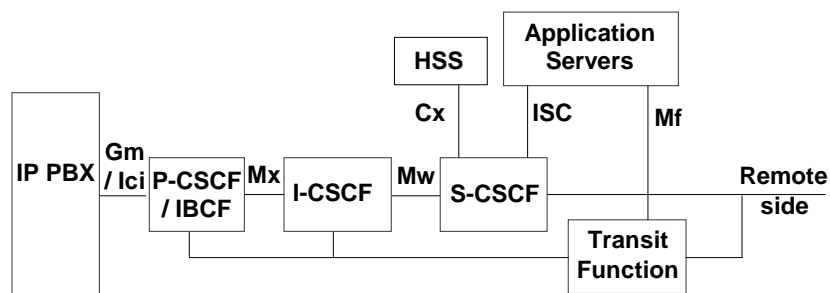 Application
Servers
HSS
Cx
ISC
Mf
IP PBX
Gm
/ Ici
P-CSCF
/ IBCF
Mx
I-CSCF
Mw
S-CSCF
Remote
side
Transit
Function